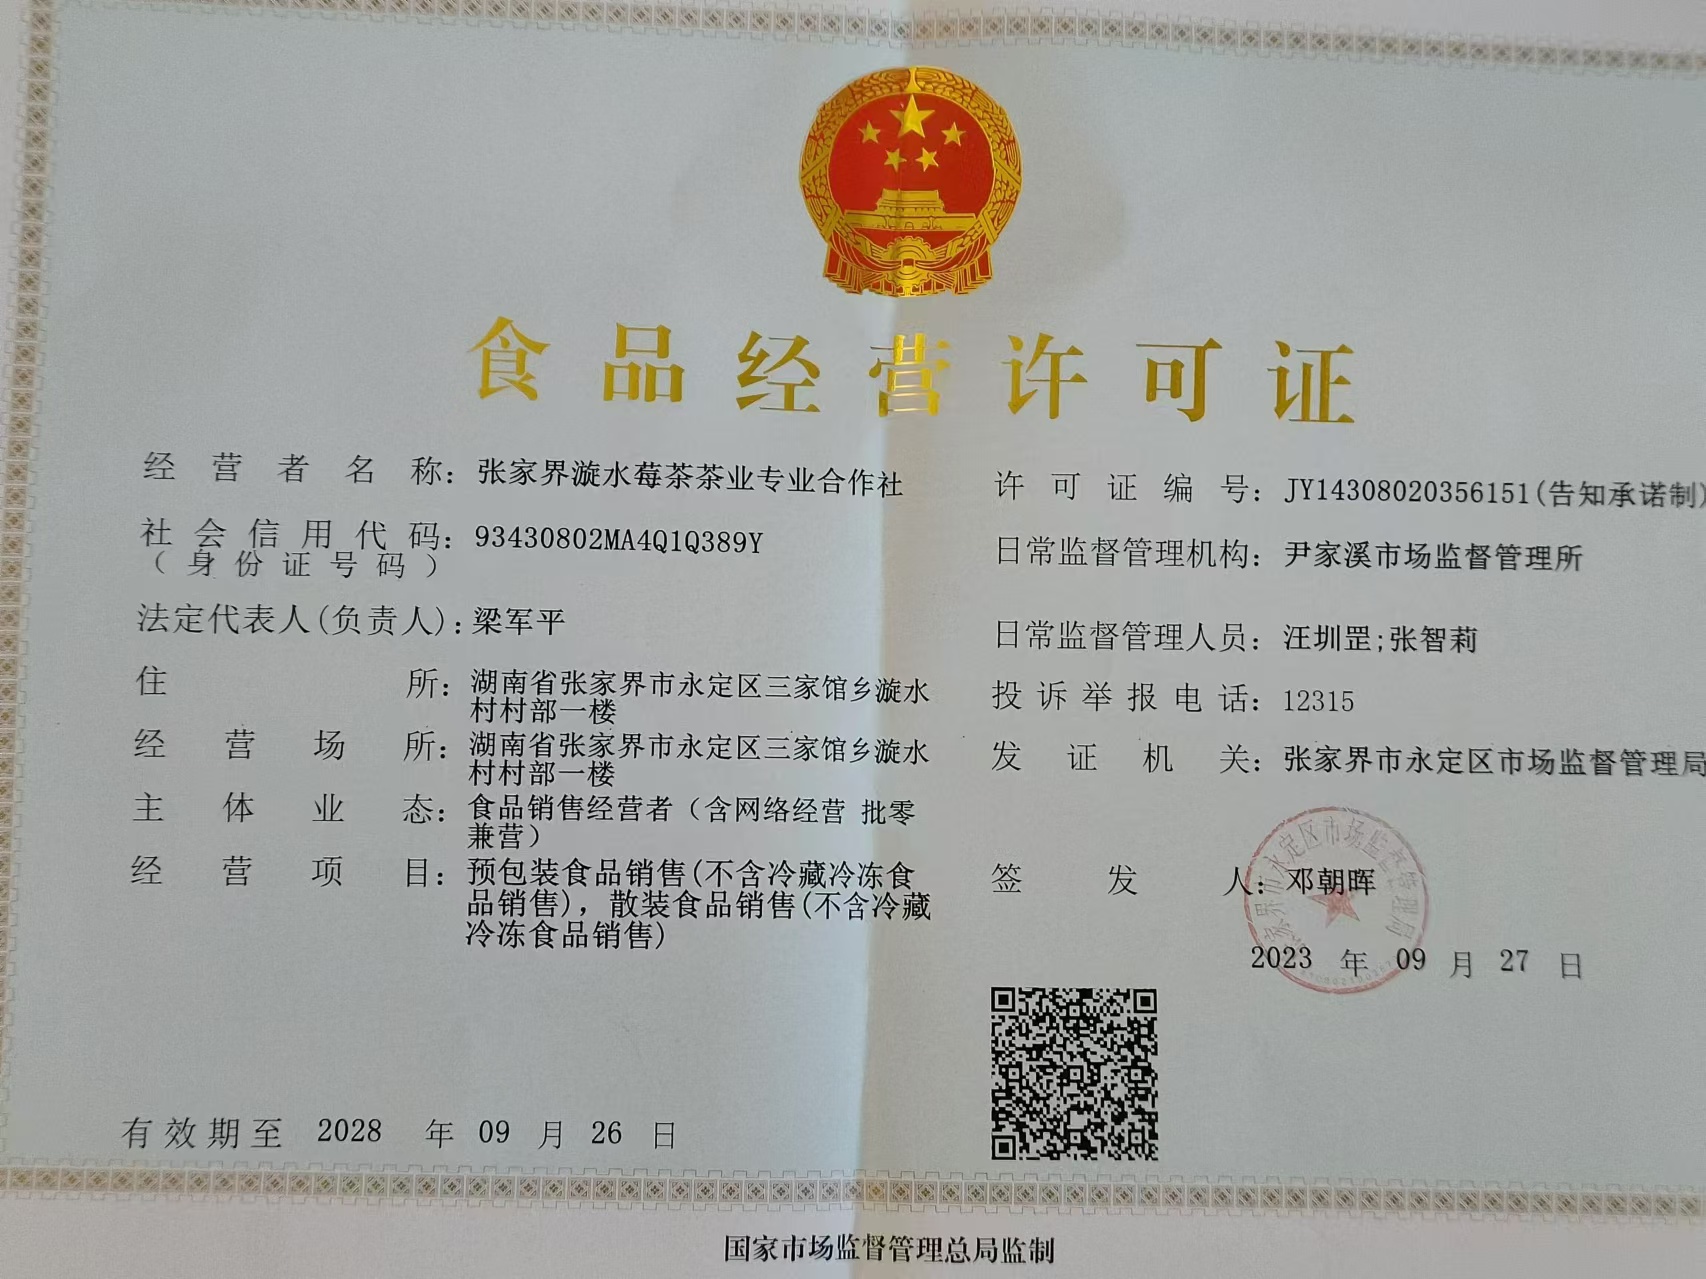 食品经营许可证
经营者名称：张家界漩水莓茶茶业专业合作社
社会信用代码：93430802MA4Q1Q389Y
（身份证号码）
法定代表人(负责人)：梁军平
住所：湖南省张家界市永定区三家馆乡漩水
村村部一楼
经营场所：湖南省张家界市永定区三家馆乡漩水
村村部一楼
主体业态：食品销售经营者（含网络经营 批零
兼营）
经营项目：预包装食品销售(不含冷藏冷冻食
品销售)，散装食品销售(不含冷藏
冷冻食品销售)
有效期至 2028 年 09 月 26 日
许可证编号：JY14308020356151(告知承诺制)
日常监督管理机构：尹家溪市场监督管理所
日常监督管理人员：汪圳罡;张智莉
投诉举报电话：12315
发证机关：张家界市永定区市场监督管理局
签发人：邓朝晖
家界市永定区市场监督管理局
2023 年 09 月 27 日
国家市场监督管理总局监制